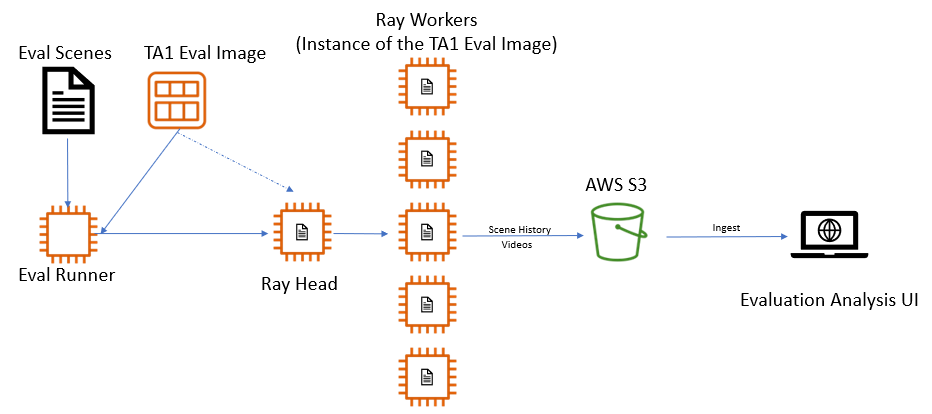 Ray Workers
(Instance of the TA1 Eval Image)
Eval Scenes
TA1 Eval Image
AWS S3
Scene History
Videos
Ingest
Eval Runner
Ray Head
Evaluation Analysis UI